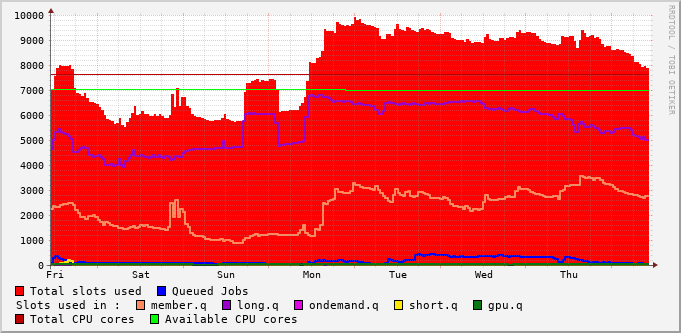 10000
9000
8000
7000
6000
5000
4000
3000
2000
1000
0
Fri Sat Sun Mon Tue Wed Thu
Total slots used Queued Jobs
Slots used in : member.q long.q ondemand.q short.q gpu.q
Total CPU cores Available CPU cores
RRDTOOL / TOBI OETIKER